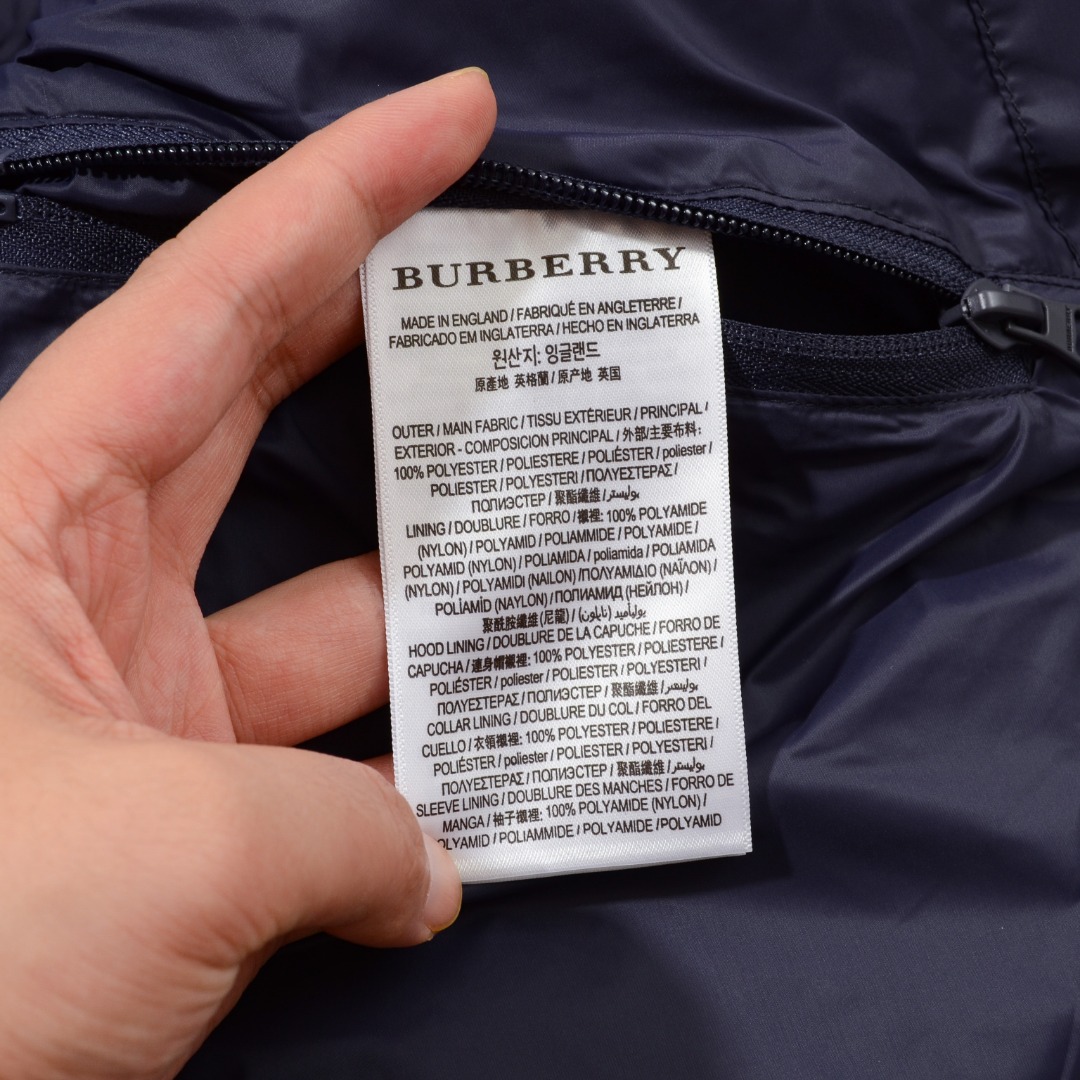 BURBERRY
MADE IN ENGLAND / FABRIQUÉ EN ANGLETERRE /
FABRICADO EM INGLATERRA / HECHO EN INGLATERRA
원산지: 잉글랜드
原產地 英格蘭 / 原产地 英国
OUTER / MAIN FABRIC / TISSU EXTÉRIEUR / PRINCIPAL /
EXTERIOR - COMPOSICION PRINCIPAL / 外部/主要布料:
100% POLYESTER / POLIESTERE / POLIÉSTER / poliester /
POLIESTER / POLYESTERI / ΠΟΛΥΕΣΤΕΡΑΣ /
ПОЛИЭСТЕР / 聚酯纖維 / بوليستر
LINING / DOUBLURE / FORRO / 襯裡: 100% POLYAMIDE
(NYLON) / POLYAMID / POLIAMMIDE / POLYAMIDE /
POLYAMID (NYLON) / POLIAMIDA / poliamida / POLIAMIDA
(NYLON) / POLYAMIDI (NAILON) / ΠΟΛΥΑΜΙΔΙΟ (ΝΑΪΛΟΝ) /
POLİAMİD (NAYLON) / ПОЛИАМИД (НЕЙЛОН) /
聚酰胺纖維(尼龍) / بولیأمید (نایلون)
HOOD LINING / DOUBLURE DE LA CAPUCHE / FORRO DE
CAPUCHA / 連身帽襯裡: 100% POLYESTER / POLIESTERE /
POLIÉSTER / poliester / POLIESTER / POLYESTERI /
ΠΟΛΥΕΣΤΕΡΑΣ / ПОЛИЭСТЕР / 聚酯纖維 /
COLLAR LINING / DOUBLURE DU COL / FORRO DEL
CUELLO / 衣領襯裡: 100% POLYESTER / POLIESTERE /
POLIÉSTER / poliester / POLIESTER / POLYESTERI /
ΠΟΛΥΕΣΤΕΡΑΣ / ПОЛИЭСТЕР / 聚酯纖維 / بوليستر
SLEEVE LINING / DOUBLURE DES MANCHES / FORRO DE
MANGA / 袖子襯裡: 100% POLYAMIDE (NYLON) /
OLYAMID / POLIAMMIDE / POLYAMIDE /POLYAMID